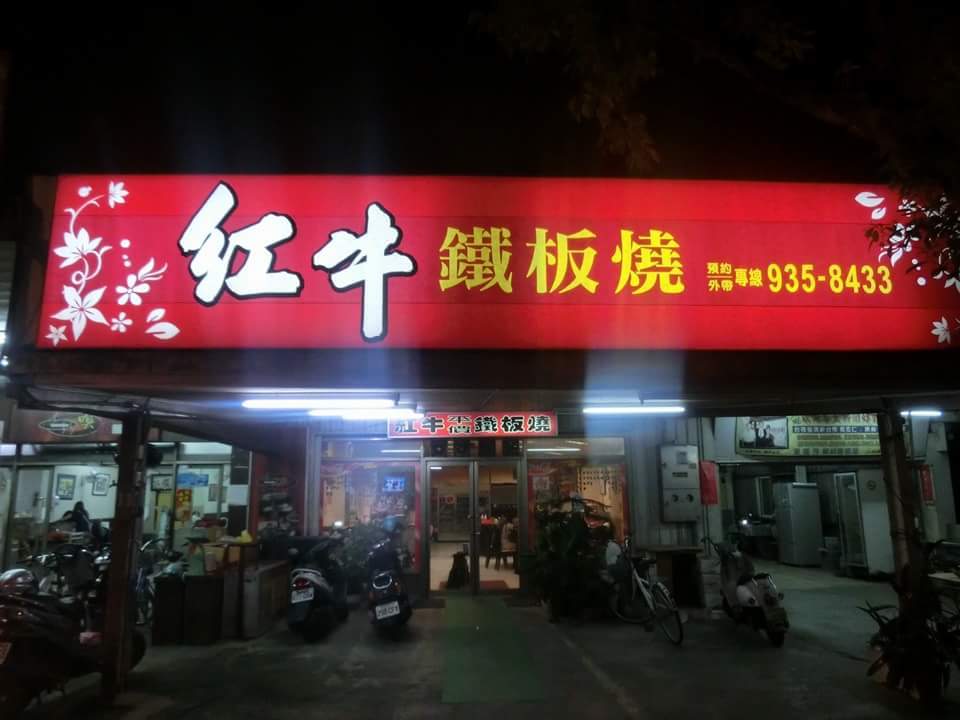 红牛 鐵板燒
預約
外帶
專線 935-8433
紅牛 鐵板燒